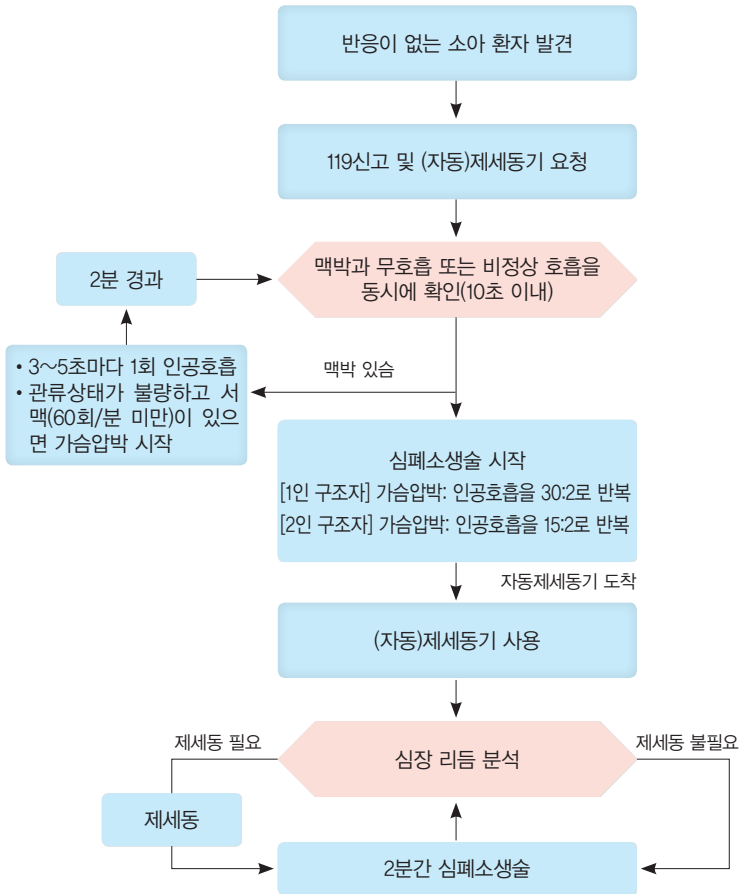 반응이 없는 소아 환자 발견
119신고 및 (자동)제세동기 요청
맥박과 무호흡 또는 비정상 호흡을
동시에 확인(10초 이내)
2분 경과
맥박 있슴
• 3~5초마다 1회 인공호흡
• 관류상태가 불량하고 서
맥(60회/분 미만)이 있으
면 가슴압박 시작
심폐소생술 시작
[1인 구조자] 가슴압박: 인공호흡을 30:2로 반복
[2인 구조자] 가슴압박: 인공호흡을 15:2로 반복
자동제세동기 도착
(자동)제세동기 사용
제세동 필요
심장 리듬 분석
제세동 불필요
제세동
2분간 심폐소생술